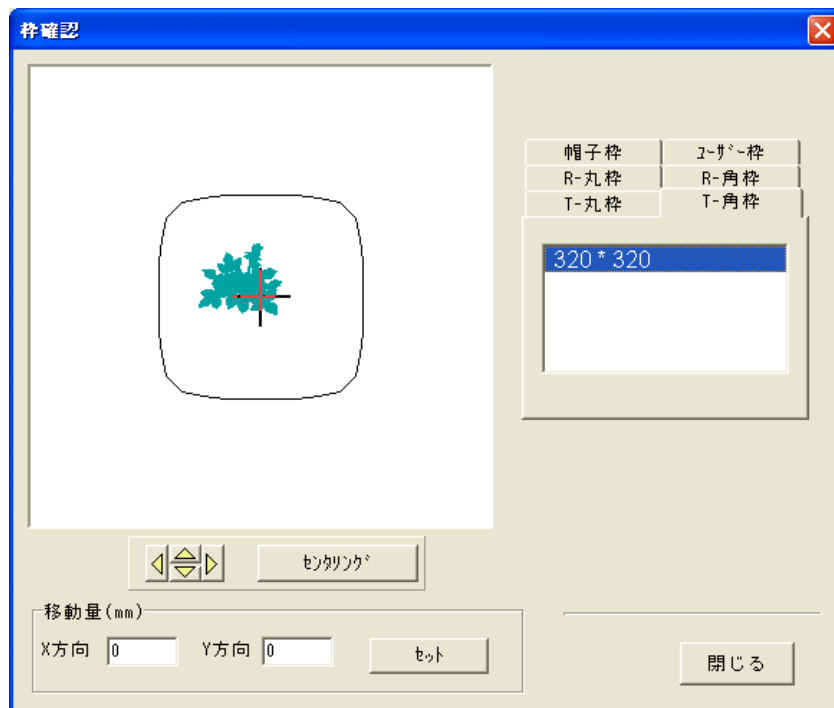 枠確認
帽子枠 ﾕｰｻﾞｰ枠
R-丸枠 R-角枠
T-丸枠 T-角枠
320 * 320
ｾﾝﾀﾘﾝｸﾞ
移動量(mm)
X方向 0 Y方向 0 ｾｯﾄ
閉じる